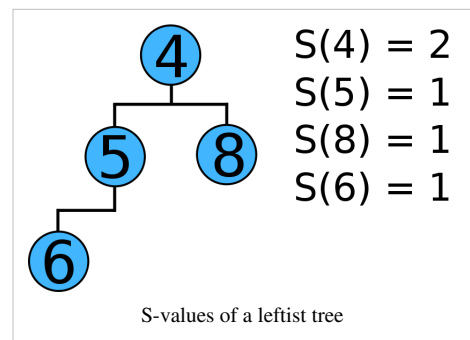 4
S(4) = 2
S(5) = 1
5
8
S(8) = 1
S(6) = 1
6
S-values of a leftist tree